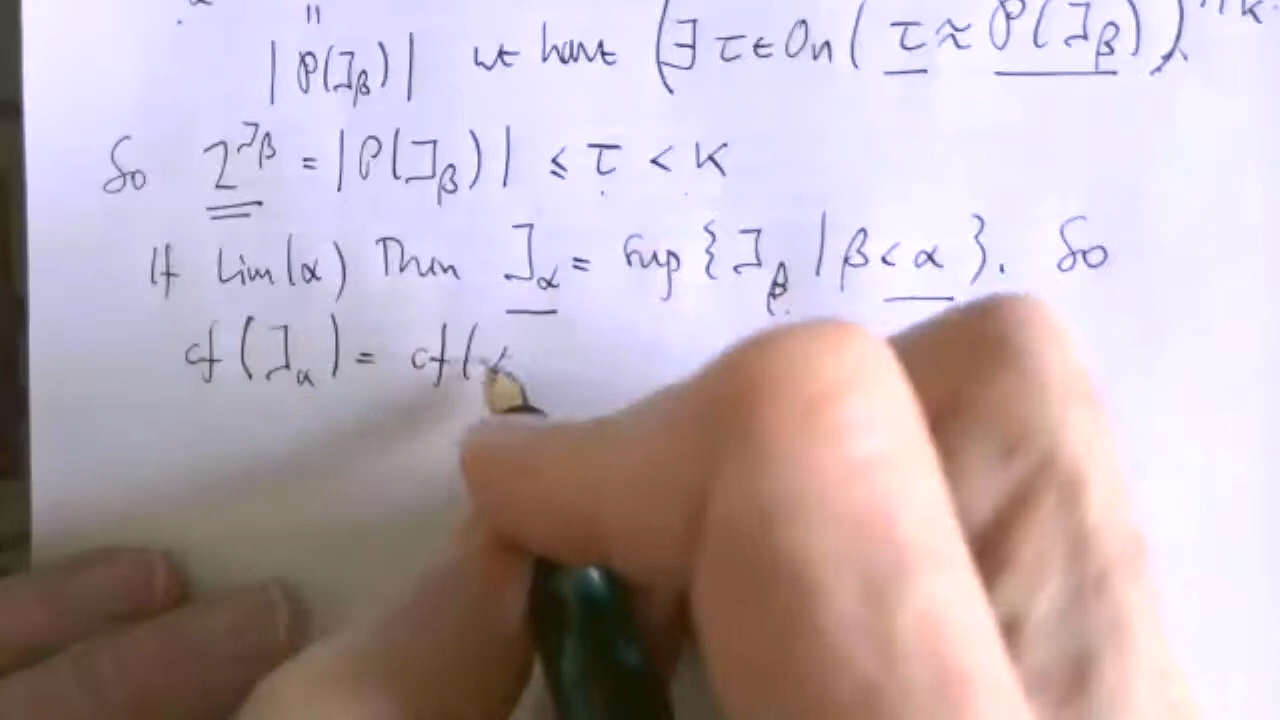 |𝒫(ℶ_β)| we have (∃ τ ∈ On ( τ ≈ 𝒫(ℶ_β) )
So 2^ℶ_β = |𝒫(ℶ_β)| ≤ τ < κ
If Lim(α) Then ℶ_α = sup { ℶ_β | β < α }. So
cf(ℶ_α) = cf(